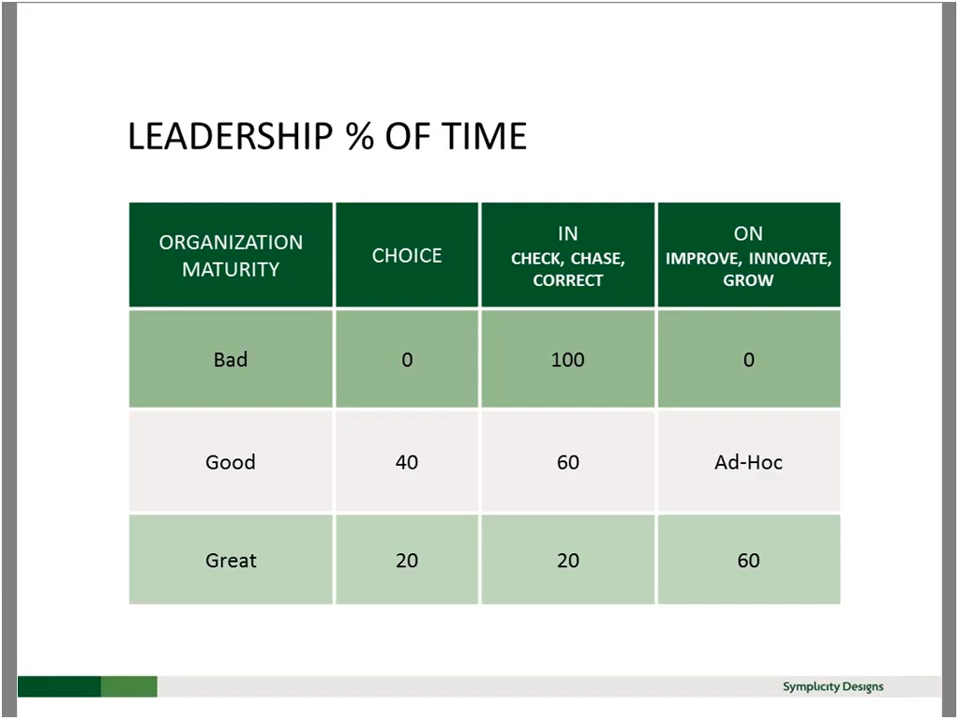 LEADERSHIP % OF TIME
ORGANIZATION
MATURITY
CHOICE
IN
CHECK, CHASE,
CORRECT
ON
IMPROVE, INNOVATE,
GROW
Bad
0
100
0
Good
40
60
Ad-Hoc
Great
20
20
60
Symplicity Designs